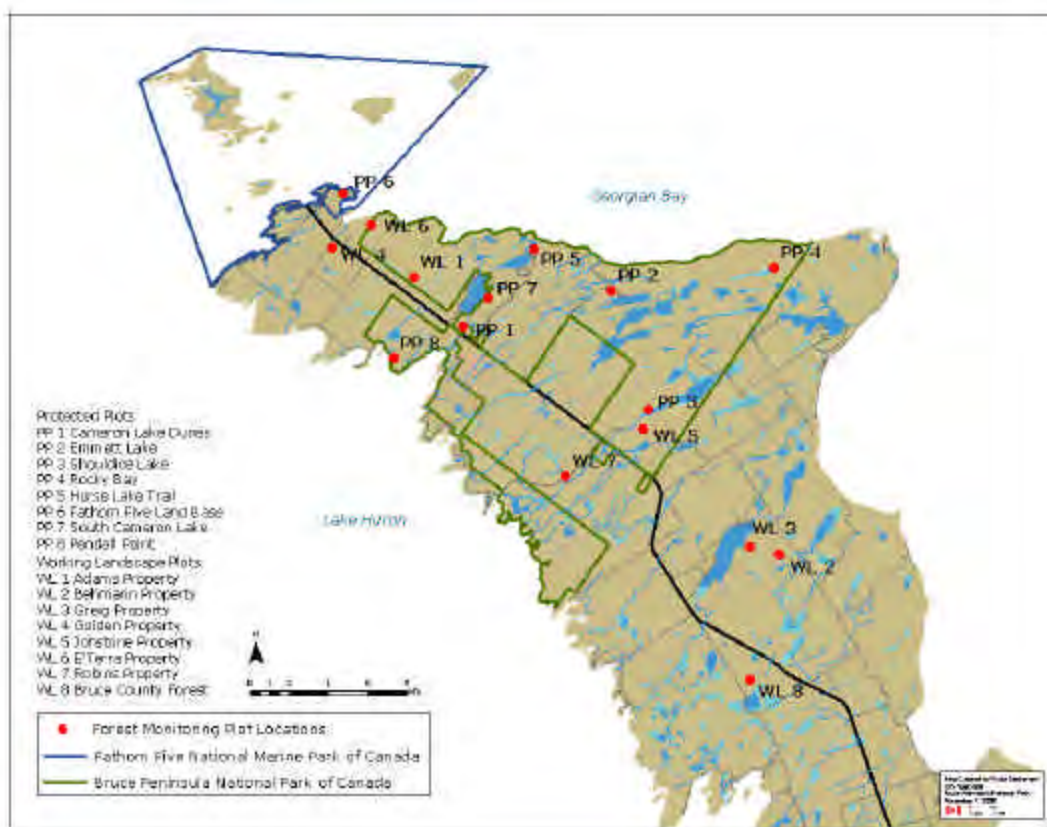 PP 6
Georgian Bay
WL 6
WL 4
WL 1
PP 5
PP 4
PP 2
PP 7
PP 1
PP 8
PP 3
WL 5
WL 7
Lake Huron
WL 3
WL 2
WL 8
Protected Plots
PP 1 Cameron Lake Dunes
PP 2 Emmett Lake
PP 3 Shouldice Lake
PP 4 Rocky Bay
PP 5 Horse Lake Trail
PP 6 Fathom Five Land Base
PP 7 South Cameron Lake
PP 8 Pendall Point
Working Landscape Plots
WL 1 Adams Property
WL 2 Behmann Property
WL 3 Greig Property
WL 4 Golden Property
WL 5 Johstone Property
WL 6 E'Terra Property
WL 7 Robins Property
WL 8 Bruce County Forest
Forest Monitoring Plot Locations
Fathom Five National Marine Park of Canada
Bruce Peninsula National Park of Canada